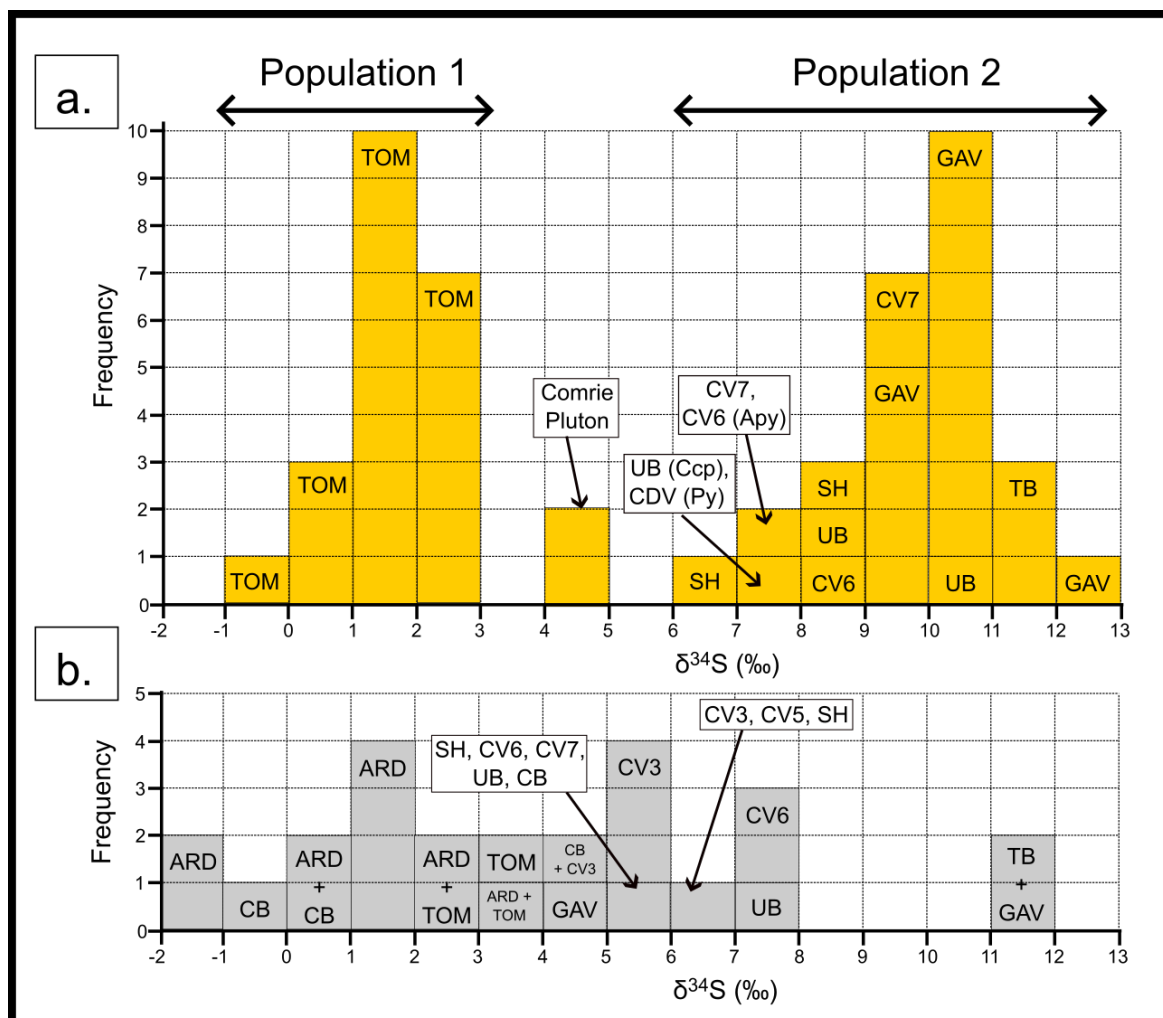 a.
Population 1
Population 2
Frequency
10
9
8
7
6
5
4
3
2
1
0
TOM
TOM
TOM
TOM
Comrie
Pluton
CV7,
CV6 (Apy)
UB (Ccp),
CDV (Py)
SH
SH
UB
CV6
CV7
GAV
GAV
UB
TB
GAV
-2 -1 0 1 2 3 4 5 6 7 8 9 10 11 12 13
δ³⁴S (‰)
b.
Frequency
5
4
3
2
1
0
ARD
CB
ARD
+
CB
ARD
ARD
+
TOM
TOM
ARD +
TOM
CB
+ CV3
GAV
SH, CV6, CV7,
UB, CB
CV3
CV3, CV5, SH
CV6
UB
TB
+
GAV
-2 -1 0 1 2 3 4 5 6 7 8 9 10 11 12 13
δ³⁴S (‰)